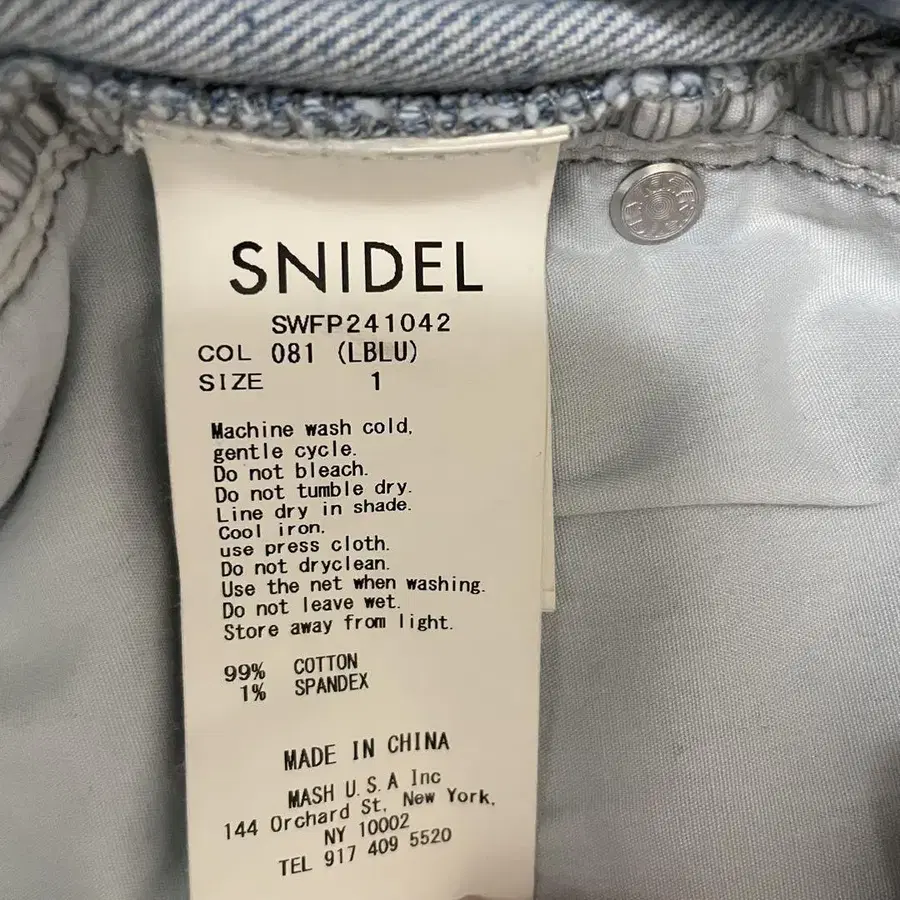 SNIDEL
SWFP241042
COL 081 (LBLU)
SIZE 1
Machine wash cold,
gentle cycle.
Do not bleach.
Do not tumble dry.
Line dry in shade.
Cool iron.
use press cloth.
Do not dryclean.
Use the net when washing.
Do not leave wet.
Store away from light.
99% COTTON
1% SPANDEX
MADE IN CHINA
MASH U.S.A Inc
144 Orchard St, New York,
NY 10002
TEL 917 409 5520